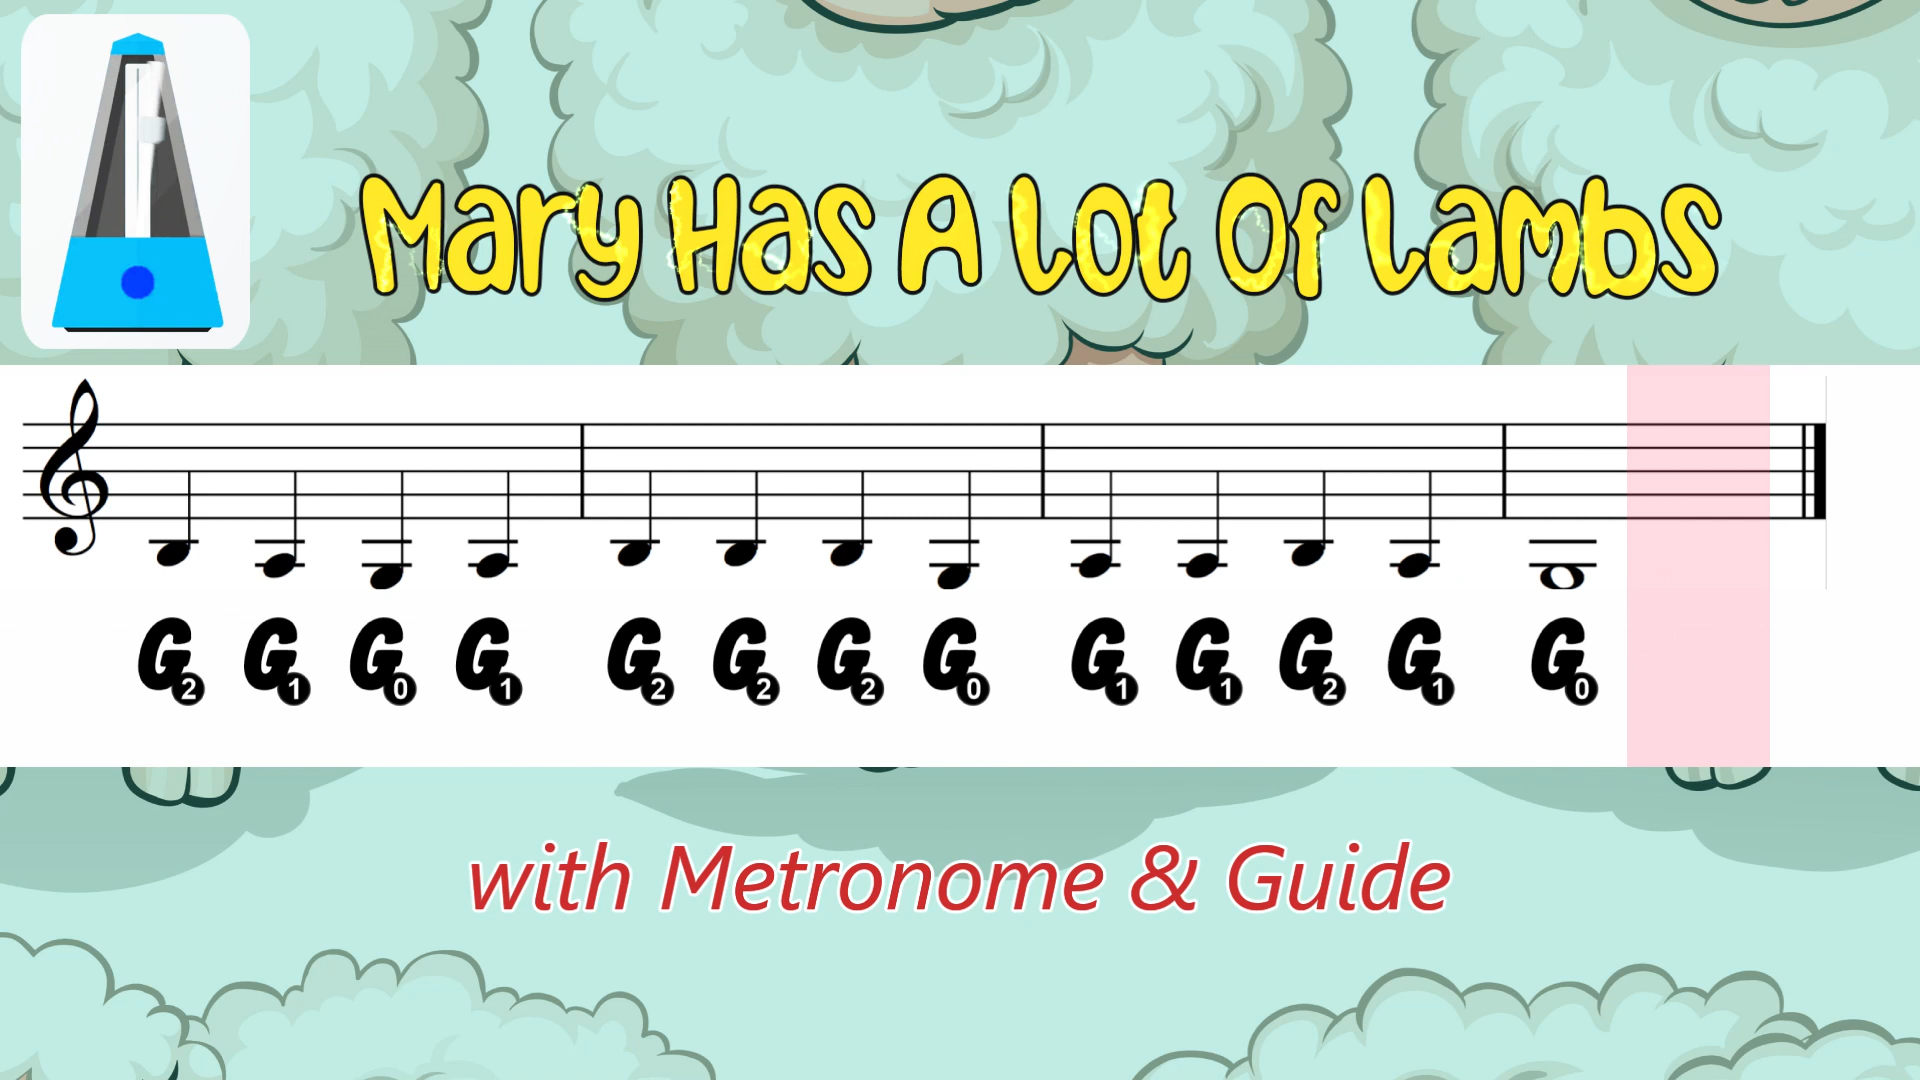 Mary Has A Lot Of Lambs
G2 G1 G0 G1 G2 G2 G2 G0 G1 G1 G2 G1 G0
with Metronome & Guide